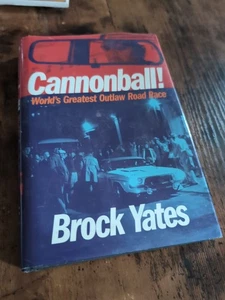 Cannonball!
World's Greatest Outlaw Road Race
Brock Yates